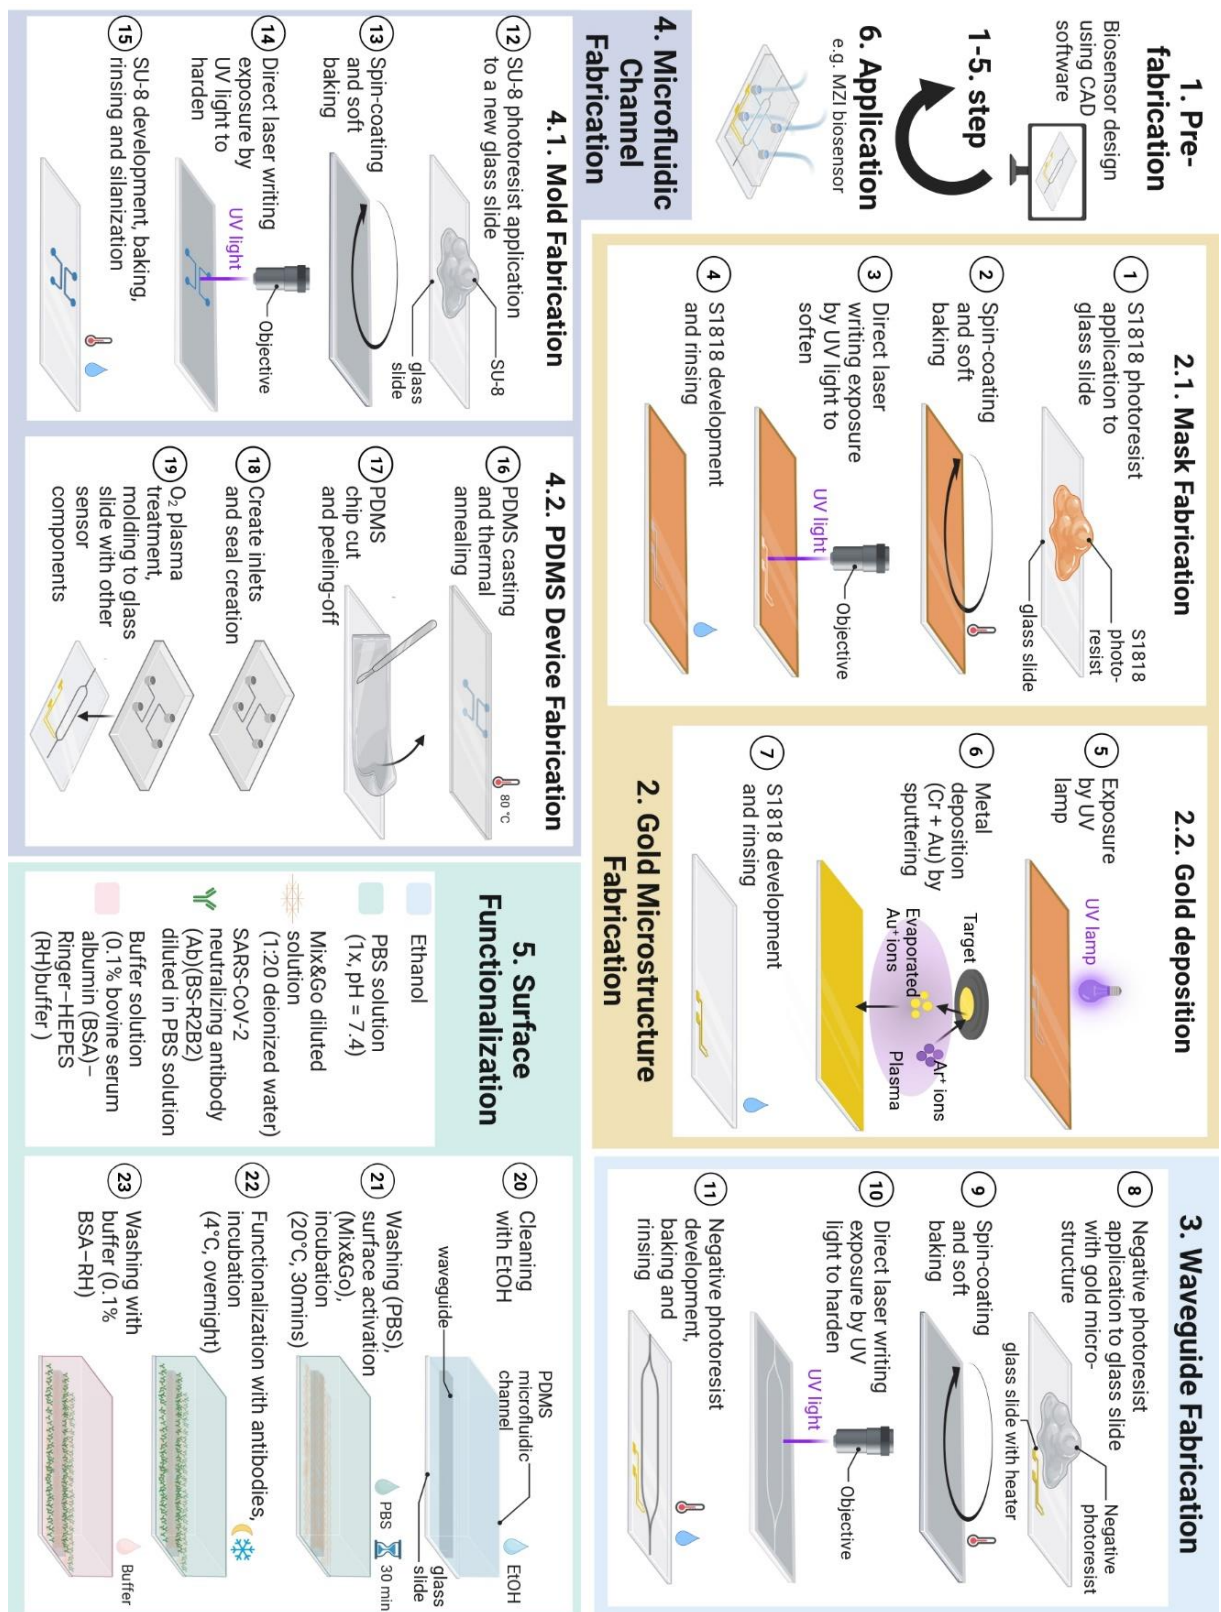 1. Pre-
fabrication
Biosensor design
using CAD
software
1-5. step
6. Application
e.g. MZI biosensor
2.1. Mask Fabrication
1
S1818 photoresist
application to
glass slide
S1818
photo-
resist
glass slide
2
Spin-coating
and soft
baking
3
Direct laser
writing exposure
by UV light to
soften
UV light
Objective
4
S1818 development
and rinsing
2.2. Gold deposition
5
Exposure
by UV
lamp
UV lamp
6
Metal
deposition
(Cr + Au) by
sputtering
Target
Ar⁺ ions
Evaporated
Au⁺ ions
Plasma
7
S1818 development
and rinsing
2. Gold Microstructure
Fabrication
3. Waveguide Fabrication
8
Negative photoresist
application to glass slide
with gold micro-
structure
Negative
photoresist
glass slide with heater
9
Spin-coating
and soft
baking
10
Direct laser writing
exposure by UV
light to harden
UV light
Objective
11
Negative photoresist
development,
baking and
rinsing
4. Microfluidic
Channel
Fabrication
4.1. Mold Fabrication
12
SU-8 photoresist application
to a new glass slide
SU-8
glass
slide
13
Spin-coating
and soft
baking
14
Direct laser writing
exposure by
UV light to
harden
UV light
Objective
15
SU-8 development, baking,
rinsing and silanization
4.2. PDMS Device Fabrication
16
PDMS casting
and thermal
annealing
80 °C
17
PDMS
chip cut
and peeling-off
18
Create inlets
and seal creation
19
O₂ plasma
treatment,
molding to glass
slide with other
sensor
components
5. Surface
Functionalization
Ethanol
PBS solution
(1x, pH = 7.4)
Mix&Go diluted
solution
(1:20 deionized water)
SARS-CoV-2
neutralizing antibody
(Ab)(BS-R2B2)
diluted in PBS solution
Buffer solution
(0.1% bovine serum
albumin (BSA)–
Ringer–HEPES
(RH)buffer )
20
Cleaning
with EtOH
PDMS
microfluidic
channel
EtOH
waveguide
glass
slide
21
Washing (PBS),
surface activation
(Mix&Go),
incubation
(20°C, 30mins)
PBS
30 min
22
Functionalization with antibodies,
incubation
(4°C, overnight)
23
Washing with
buffer (0.1%
BSA–RH)
Buffer